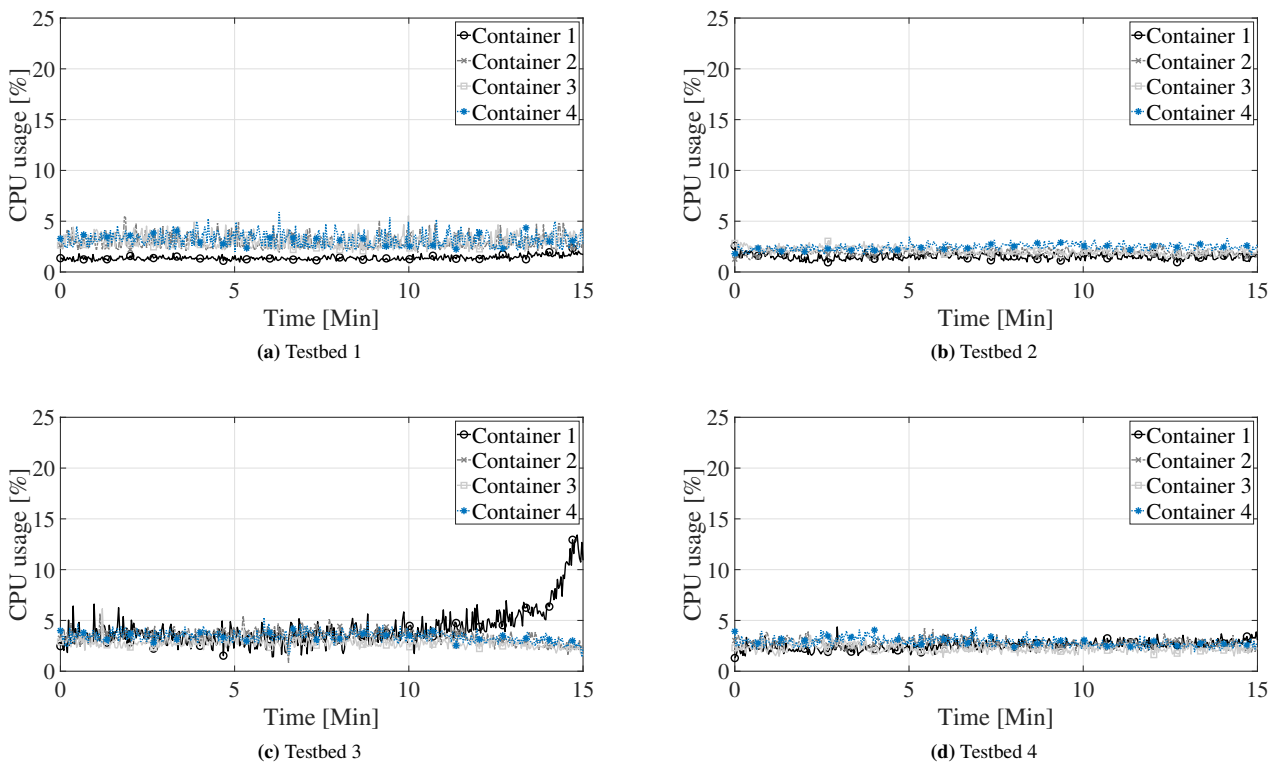 25
20
15
10
5
0
CPU usage [%]
0 5 10 15
Time [Min]
Container 1
Container 2
Container 3
Container 4
(a) Testbed 1
25
20
15
10
5
0
CPU usage [%]
0 5 10 15
Time [Min]
Container 1
Container 2
Container 3
Container 4
(b) Testbed 2
25
20
15
10
5
0
CPU usage [%]
0 5 10 15
Time [Min]
Container 1
Container 2
Container 3
Container 4
(c) Testbed 3
25
20
15
10
5
0
CPU usage [%]
0 5 10 15
Time [Min]
Container 1
Container 2
Container 3
Container 4
(d) Testbed 4